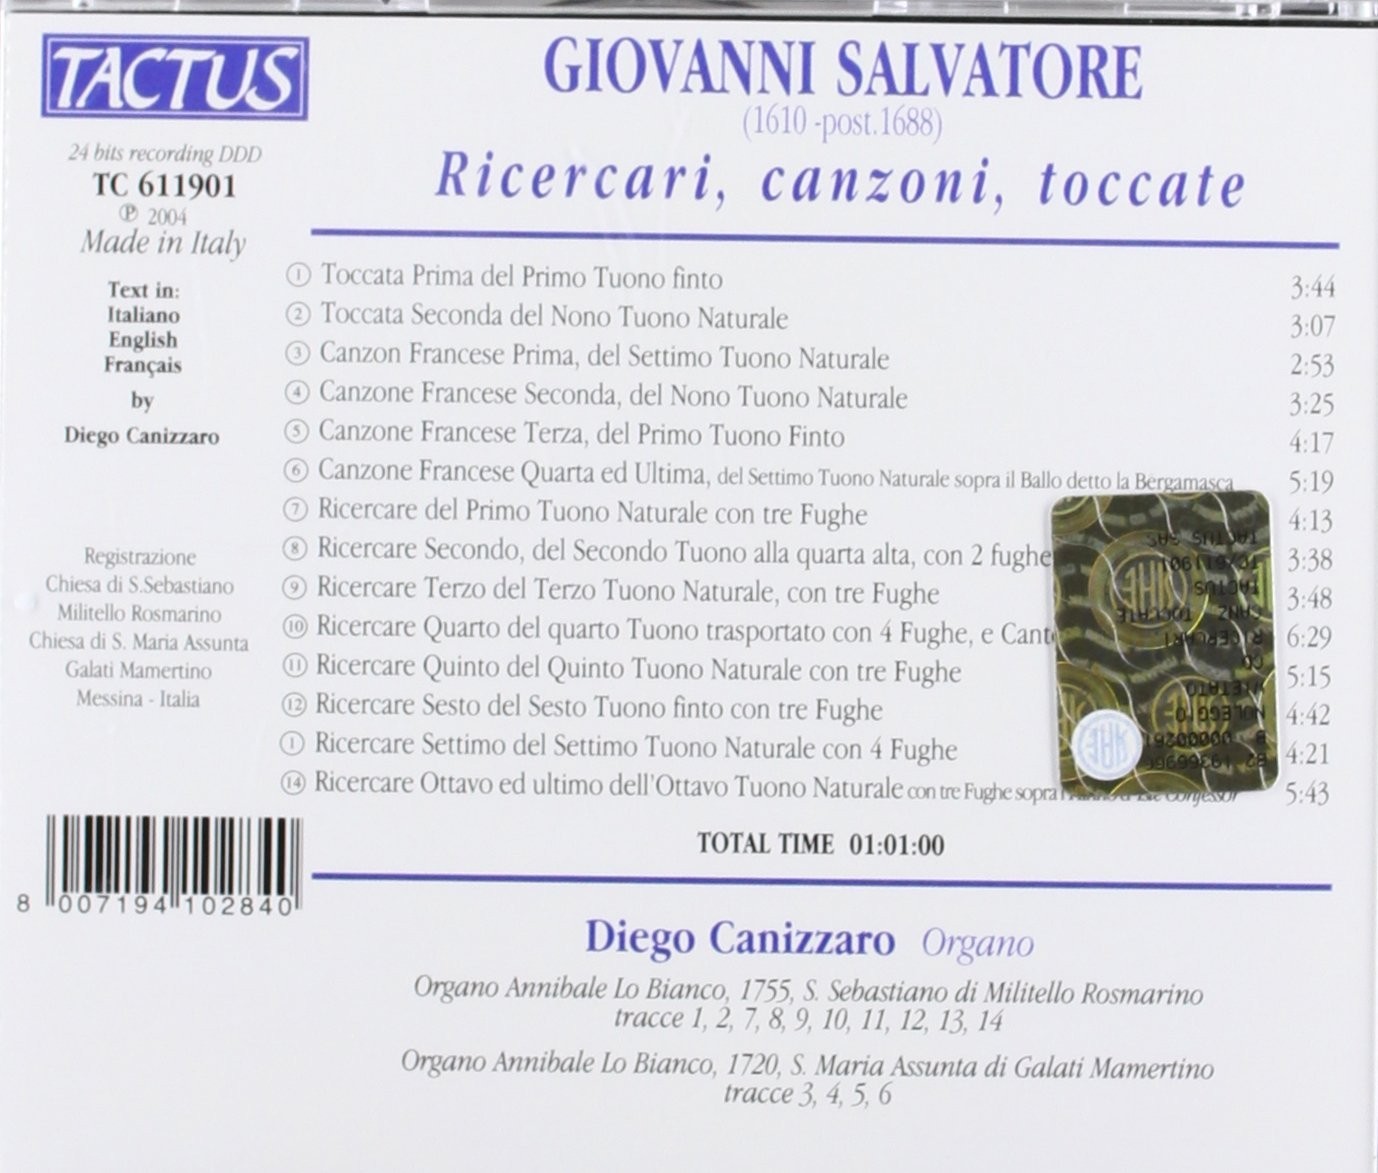 TACTUS
24 bits recording DDD
TC 611901
℗ 2004
Made in Italy
Text in:
Italiano
English
Français
by
Diego Canizzaro
Registrazione
Chiesa di S.Sebastiano
Militello Rosmarino
Chiesa di S. Maria Assunta
Galati Mamertino
Messina - Italia
8 007194 102840
GIOVANNI SALVATORE
(1610 -post.1688)
Ricercari, canzoni, toccate
① Toccata Prima del Primo Tuono finto 3:44
② Toccata Seconda del Nono Tuono Naturale 3:07
③ Canzon Francese Prima, del Settimo Tuono Naturale 2:53
④ Canzone Francese Seconda, del Nono Tuono Naturale 3:25
⑤ Canzone Francese Terza, del Primo Tuono Finto 4:17
⑥ Canzone Francese Quarta ed Ultima, del Settimo Tuono Naturale sopra il Ballo detto la Bergamasca 5:19
⑦ Ricercare del Primo Tuono Naturale con tre Fughe 4:13
⑧ Ricercare Secondo, del Secondo Tuono alla quarta alta, con 2 fughe 3:38
⑨ Ricercare Terzo del Terzo Tuono Naturale, con tre Fughe 3:48
⑩ Ricercare Quarto del quarto Tuono trasportato con 4 Fughe, e 6:29
⑪ Ricercare Quinto del Quinto Tuono Naturale con tre Fughe 5:15
⑫ Ricercare Sesto del Sesto Tuono finto con tre Fughe 4:42
① Ricercare Settimo del Settimo Tuono Naturale con 4 Fughe 4:21
⑭ Ricercare Ottavo ed ultimo dell'Ottavo Tuono Naturale con tre Fughe sopra 5:43
TACTUS SAS
TC/611901
TACTUS
CANZ TOCCATE
RICERCARI
CD
VIETATO
NOLEGGIO
TOTAL TIME 01:01:00
Diego Canizzaro Organo
Organo Annibale Lo Bianco, 1755, S. Sebastiano di Militello Rosmarino
tracce 1, 2, 7, 8, 9, 10, 11, 12, 13, 14
Organo Annibale Lo Bianco, 1720, S. Maria Assunta di Galati Mamertino
tracce 3, 4, 5, 6